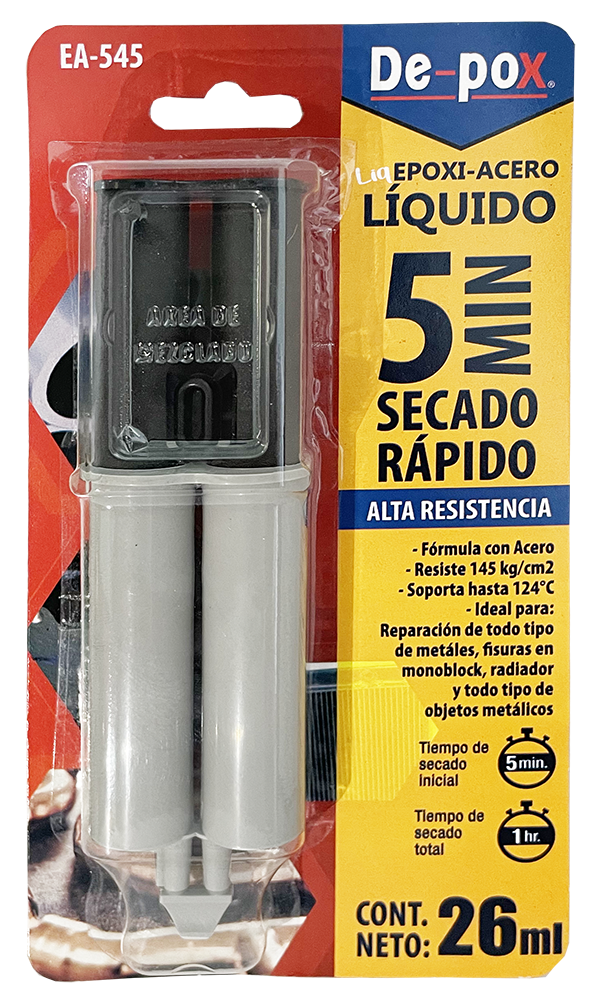 EA-545
De-pox®
Liq
EPOXI-ACERO
LÍQUIDO
5 MIN
SECADO
RÁPIDO
ALTA RESISTENCIA
- Fórmula con Acero
- Resiste 145 kg/cm2
- Soporta hasta 124°C
- Ideal para:
Reparación de todo tipo
de metáles, fisuras en
monoblock, radiador
y todo tipo de
objetos metálicos
Tiempo de
secado
inicial
5 min.
Tiempo de
secado
total
1 hr.
CONT.
NETO: 26ml
AREA DE
MEZCLADO